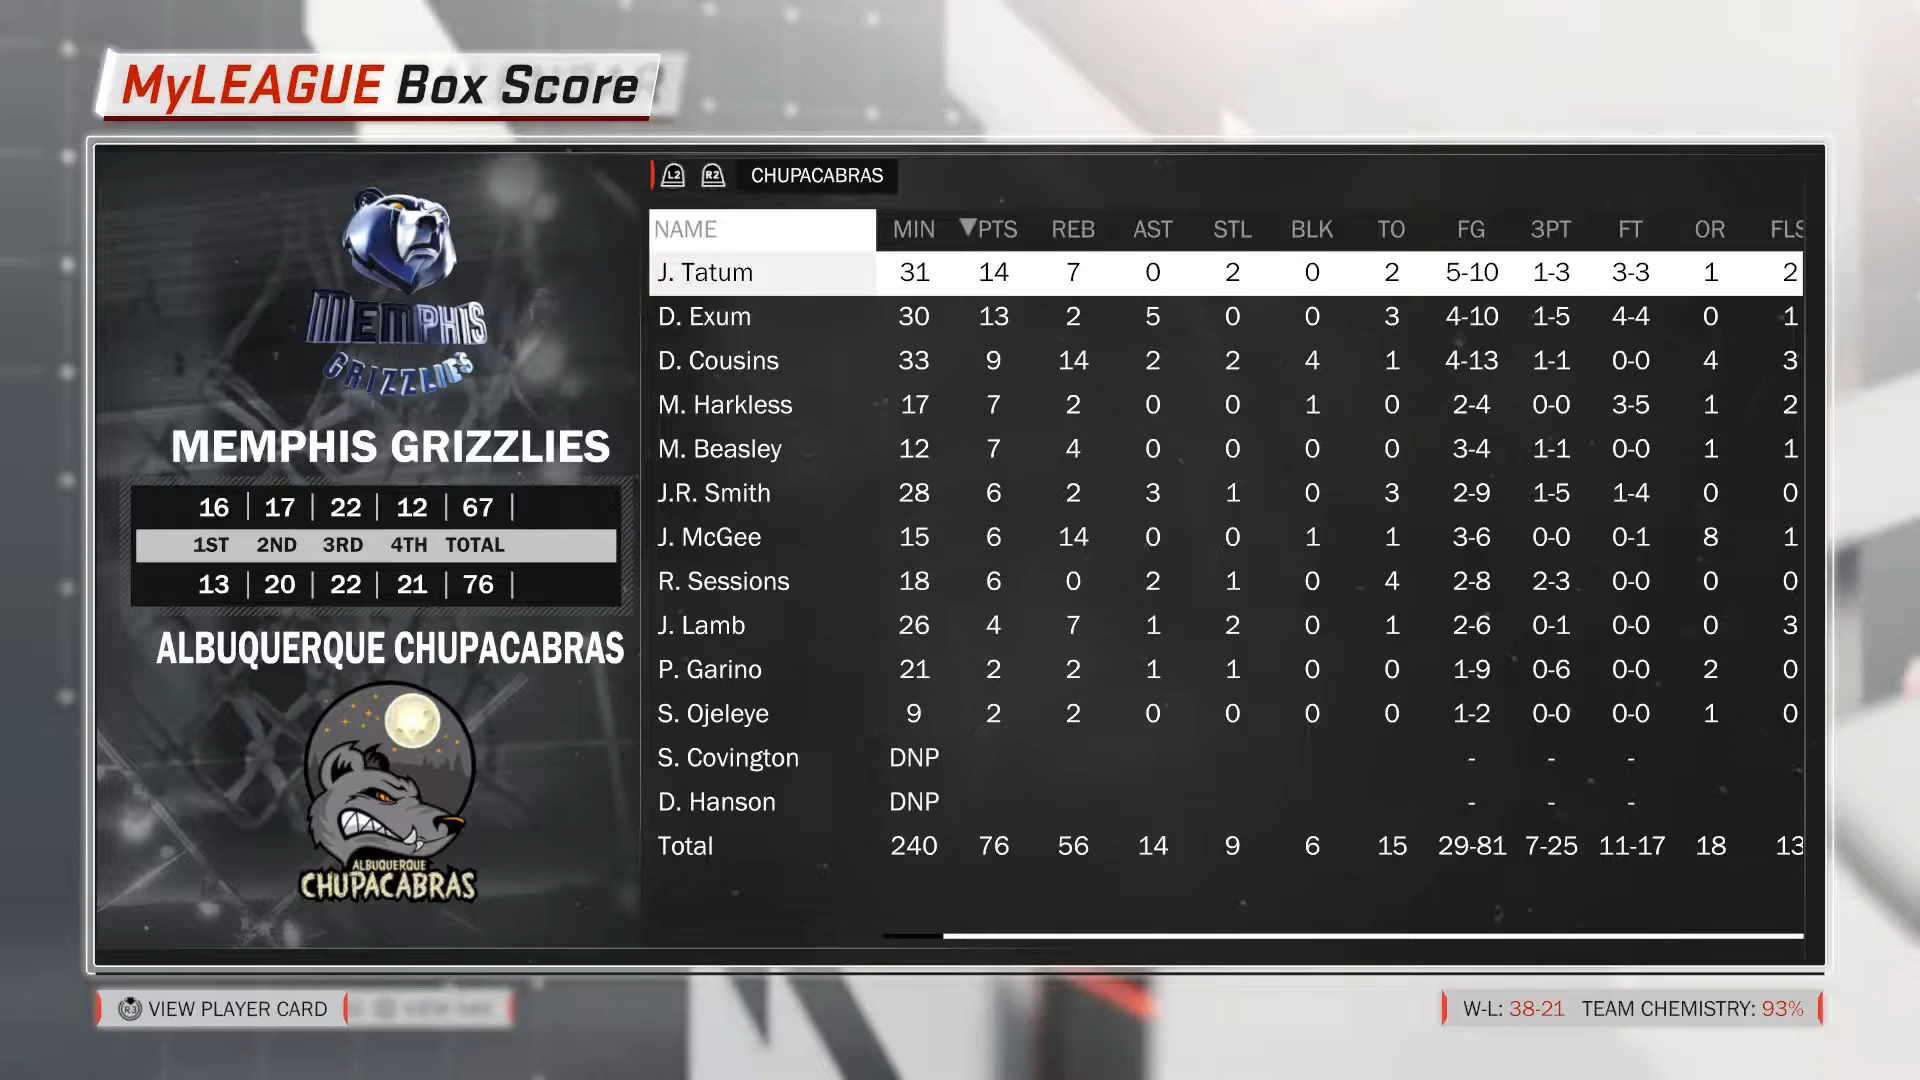 MyLEAGUE Box Score
MEMPHIS
GRIZZLIES
MEMPHIS GRIZZLIES
16 | 17 | 22 | 12 | 67 |
1ST 2ND 3RD 4TH TOTAL
13 | 20 | 22 | 21 | 76 |
ALBUQUERQUE CHUPACABRAS
ALBUQUERQUE
CHUPACABRAS
L2 R2 CHUPACABRAS
NAME MIN ▼PTS REB AST STL BLK TO FG 3PT FT OR FLS
J. Tatum 31 14 7 0 2 0 2 5-10 1-3 3-3 1 2
D. Exum 30 13 2 5 0 0 3 4-10 1-5 4-4 0 1
D. Cousins 33 9 14 2 2 4 1 4-13 1-1 0-0 4 3
M. Harkless 17 7 2 0 0 1 0 2-4 0-0 3-5 1 2
M. Beasley 12 7 4 0 0 0 0 3-4 1-1 0-0 1 1
J.R. Smith 28 6 2 3 1 0 3 2-9 1-5 1-4 0 0
J. McGee 15 6 14 0 0 1 1 3-6 0-0 0-1 8 1
R. Sessions 18 6 0 2 1 0 4 2-8 2-3 0-0 0 0
J. Lamb 26 4 7 1 2 0 1 2-6 0-1 0-0 0 3
P. Garino 21 2 2 1 1 0 0 1-9 0-6 0-0 2 0
S. Ojeleye 9 2 2 0 0 0 0 1-2 0-0 0-0 1 0
S. Covington DNP - - -
D. Hanson DNP - - -
Total 240 76 56 14 9 6 15 29-81 7-25 11-17 18 13
R3 VIEW PLAYER CARD
W-L: 38-21 TEAM CHEMISTRY: 93%